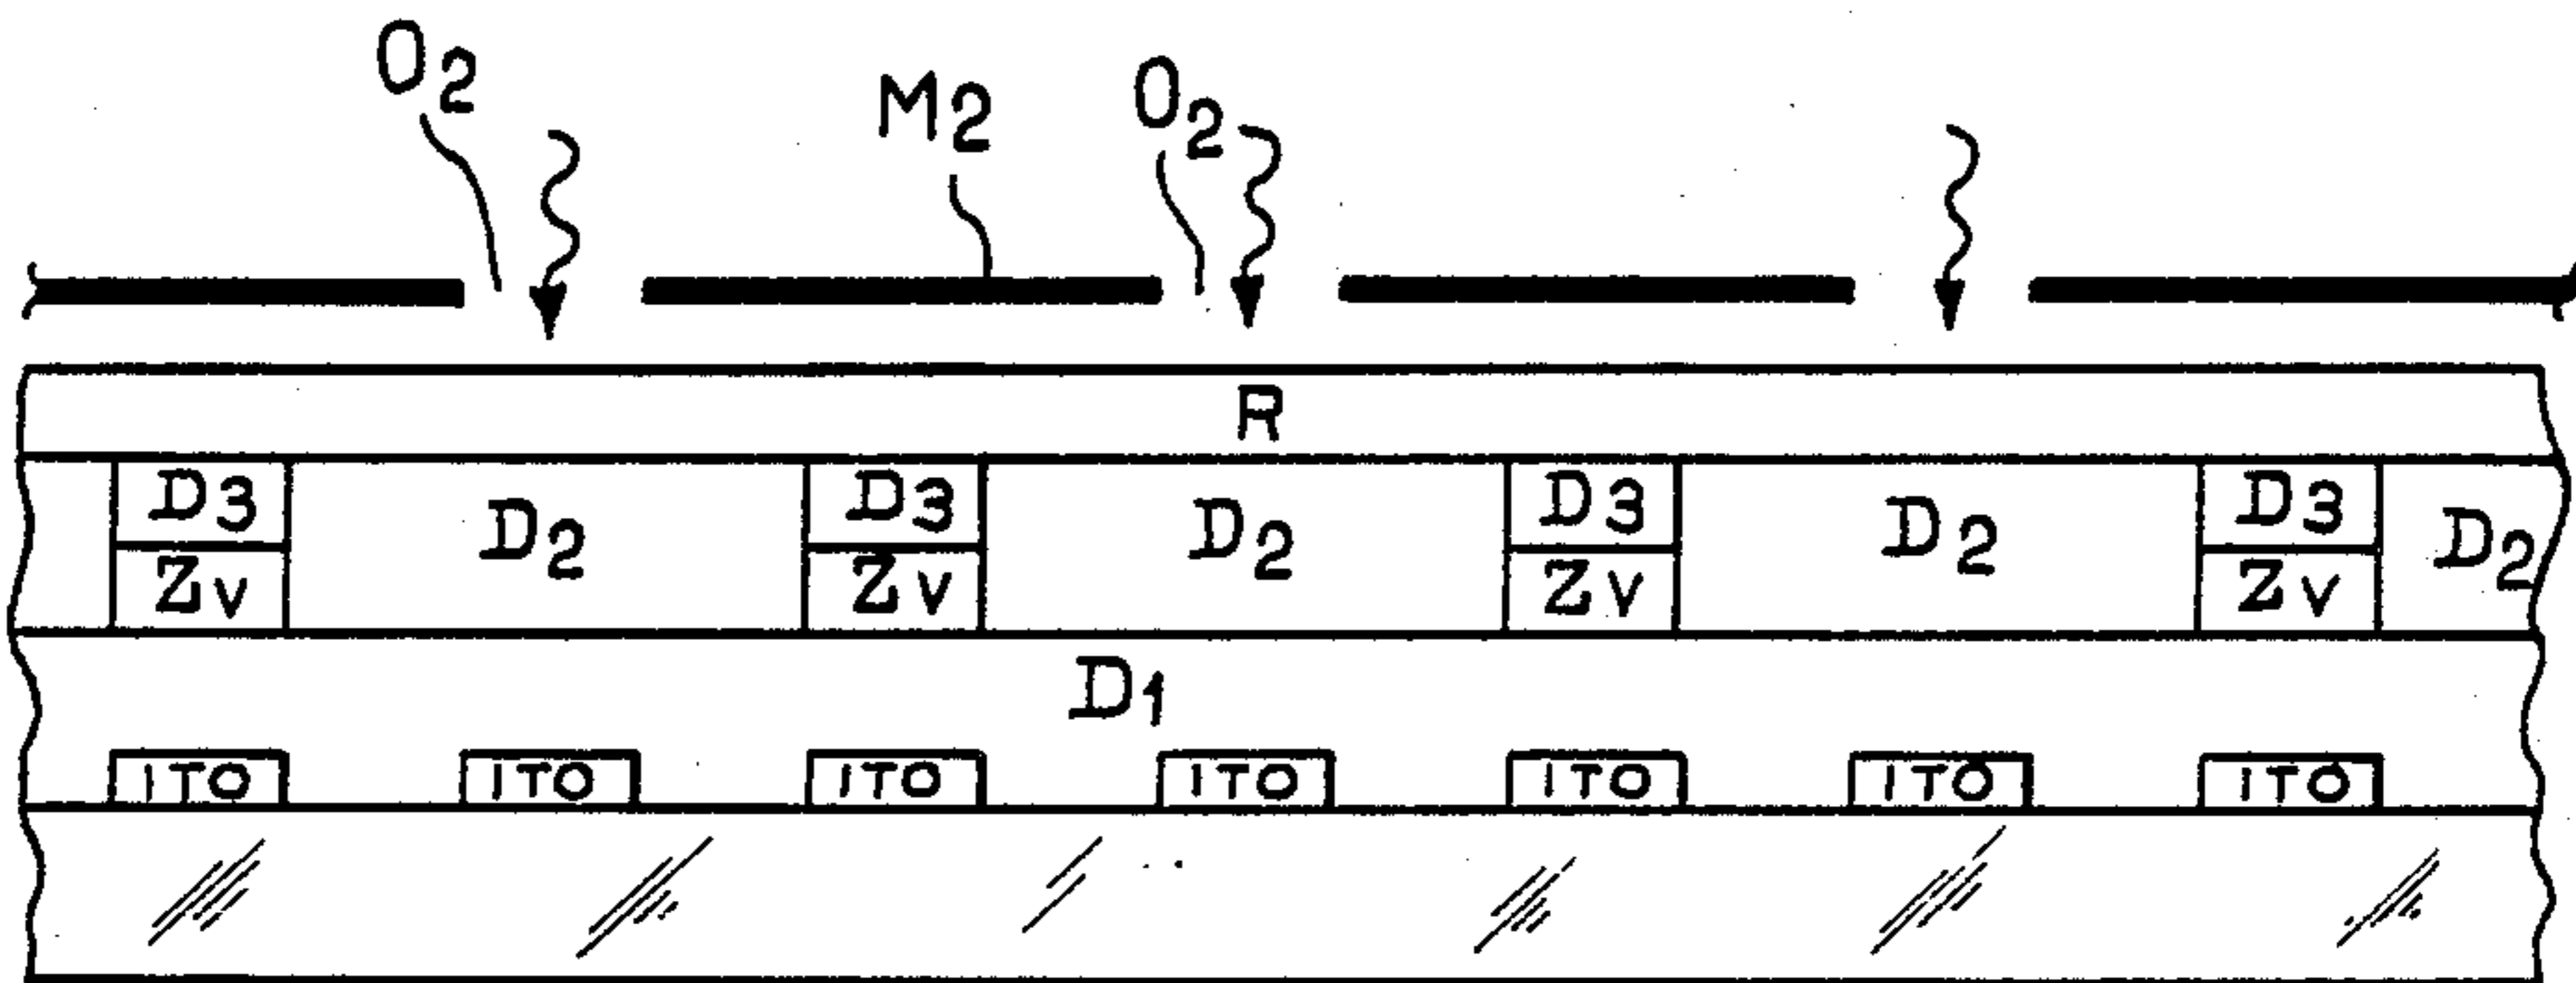 O2 M2 O2
R
D3 D2 D3 D2 D3 D2 D3 D2
Zv Zv Zv Zv
D1
ITO ITO ITO ITO ITO ITO ITO